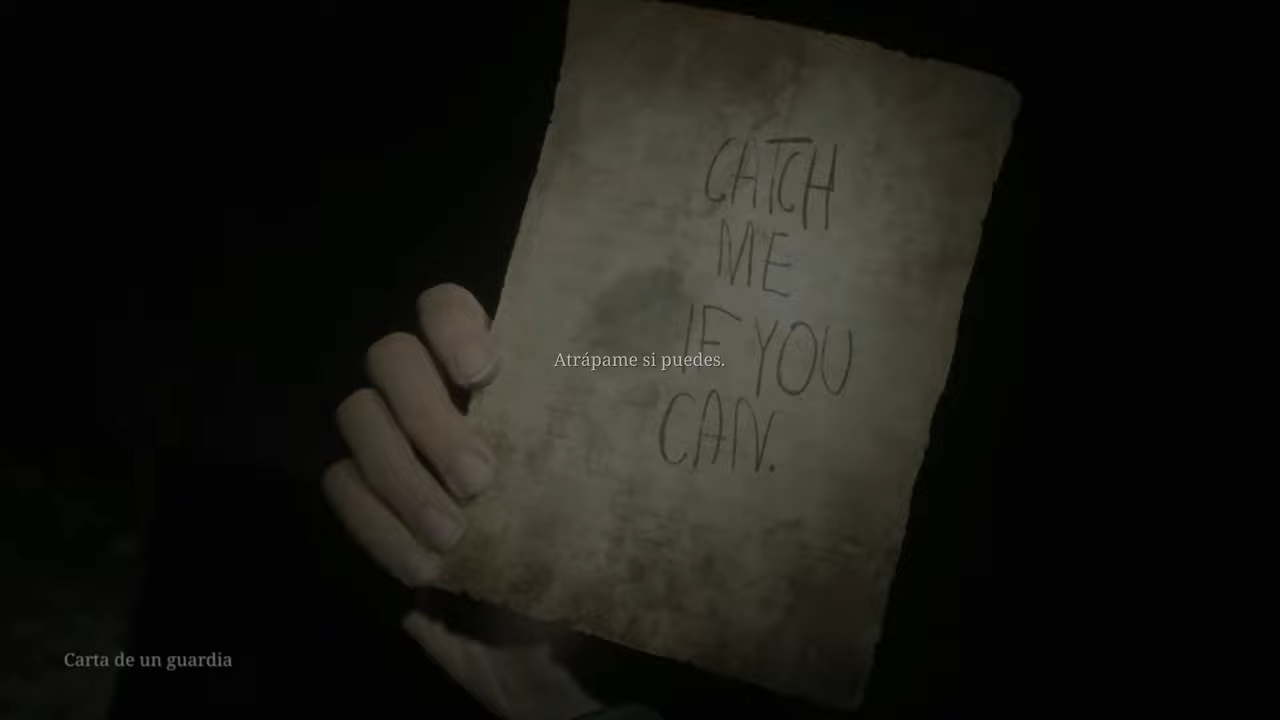 CATCH
ME
IF YOU
CAN.
Atrápame si puedes.
Carta de un guardia